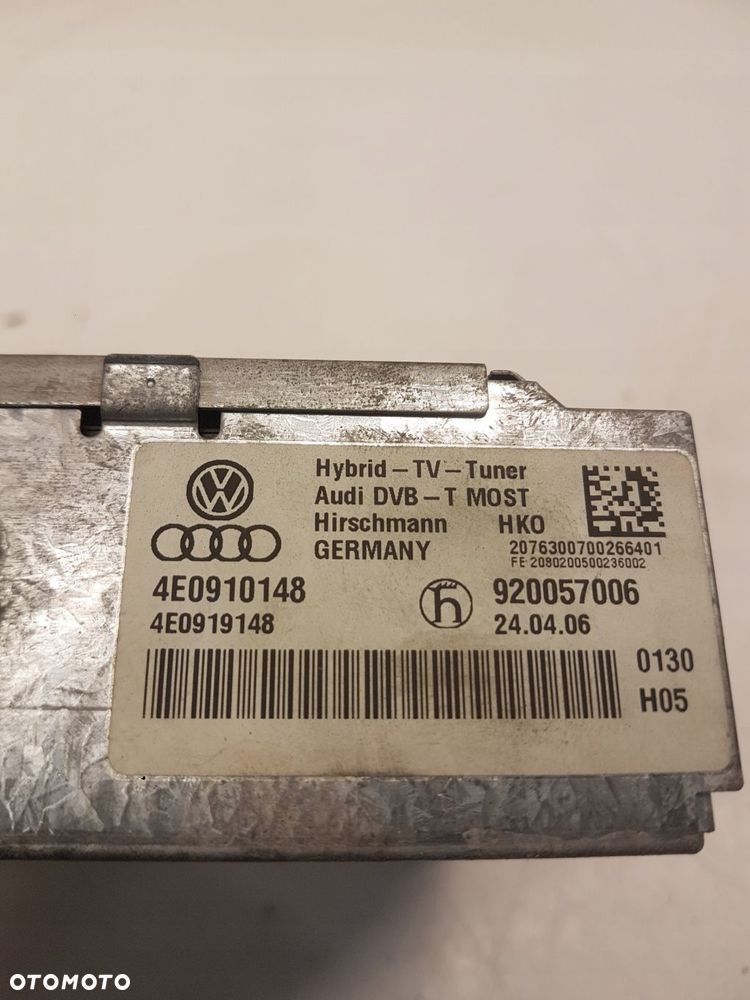 Hybrid-TV-Tuner
Audi DVB-T MOST
Hirschmann HKO
GERMANY 2076300700266401
FE 2080200500236002
4E0910148 920057006
4E0919148 24.04.06
0130
H05
OTOMOTO